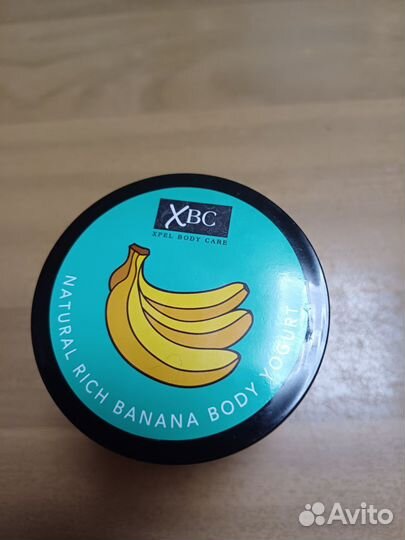 XBC
XPEL BODY CARE
NATURAL RICH BANANA BODY YOGURT
Avito